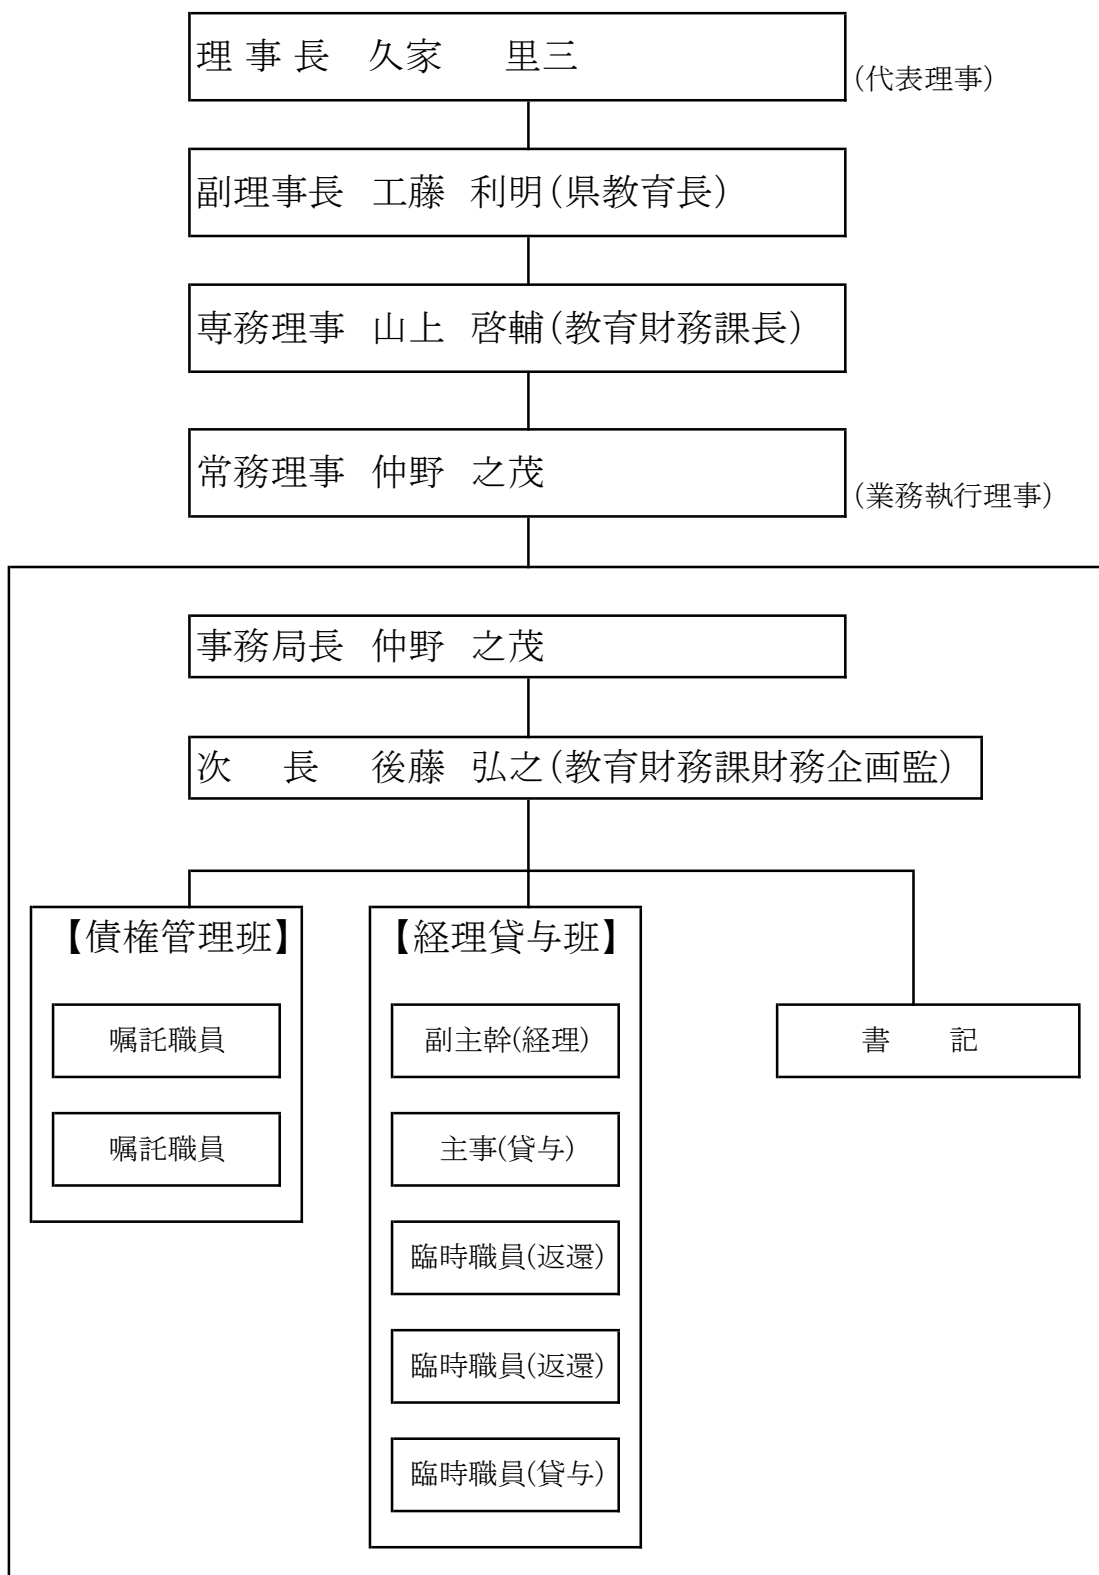 理 事 長 久家 里三
(代表理事)
副理事長 工藤 利明(県教育長)
専務理事 山上 啓輔(教育財務課長)
常務理事 仲野 之茂
(業務執行理事)
事務局長 仲野 之茂
次 長 後藤 弘之(教育財務課財務企画監)
【債権管理班】
嘱託職員
嘱託職員
【経理貸与班】
副主幹(経理)
主事(貸与)
臨時職員(返還)
臨時職員(返還)
臨時職員(貸与)
書 記